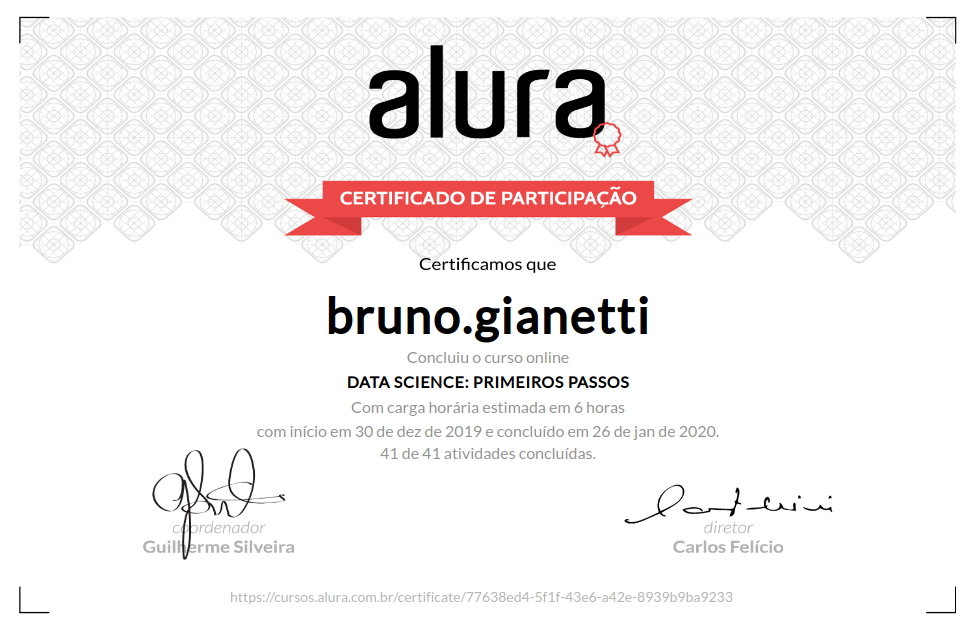 alura
CERTIFICADO DE PARTICIPAÇÃO
Certificamos que
bruno.gianetti
Concluiu o curso online
DATA SCIENCE: PRIMEIROS PASSOS
Com carga horária estimada em 6 horas
com início em 30 de dez de 2019 e concluído em 26 de jan de 2020.
41 de 41 atividades concluídas.
coordenador
Guilherme Silveira
diretor
Carlos Felício
https://cursos.alura.com.br/certificate/77638ed4-5f1f-43e6-a42e-8939b9ba9233